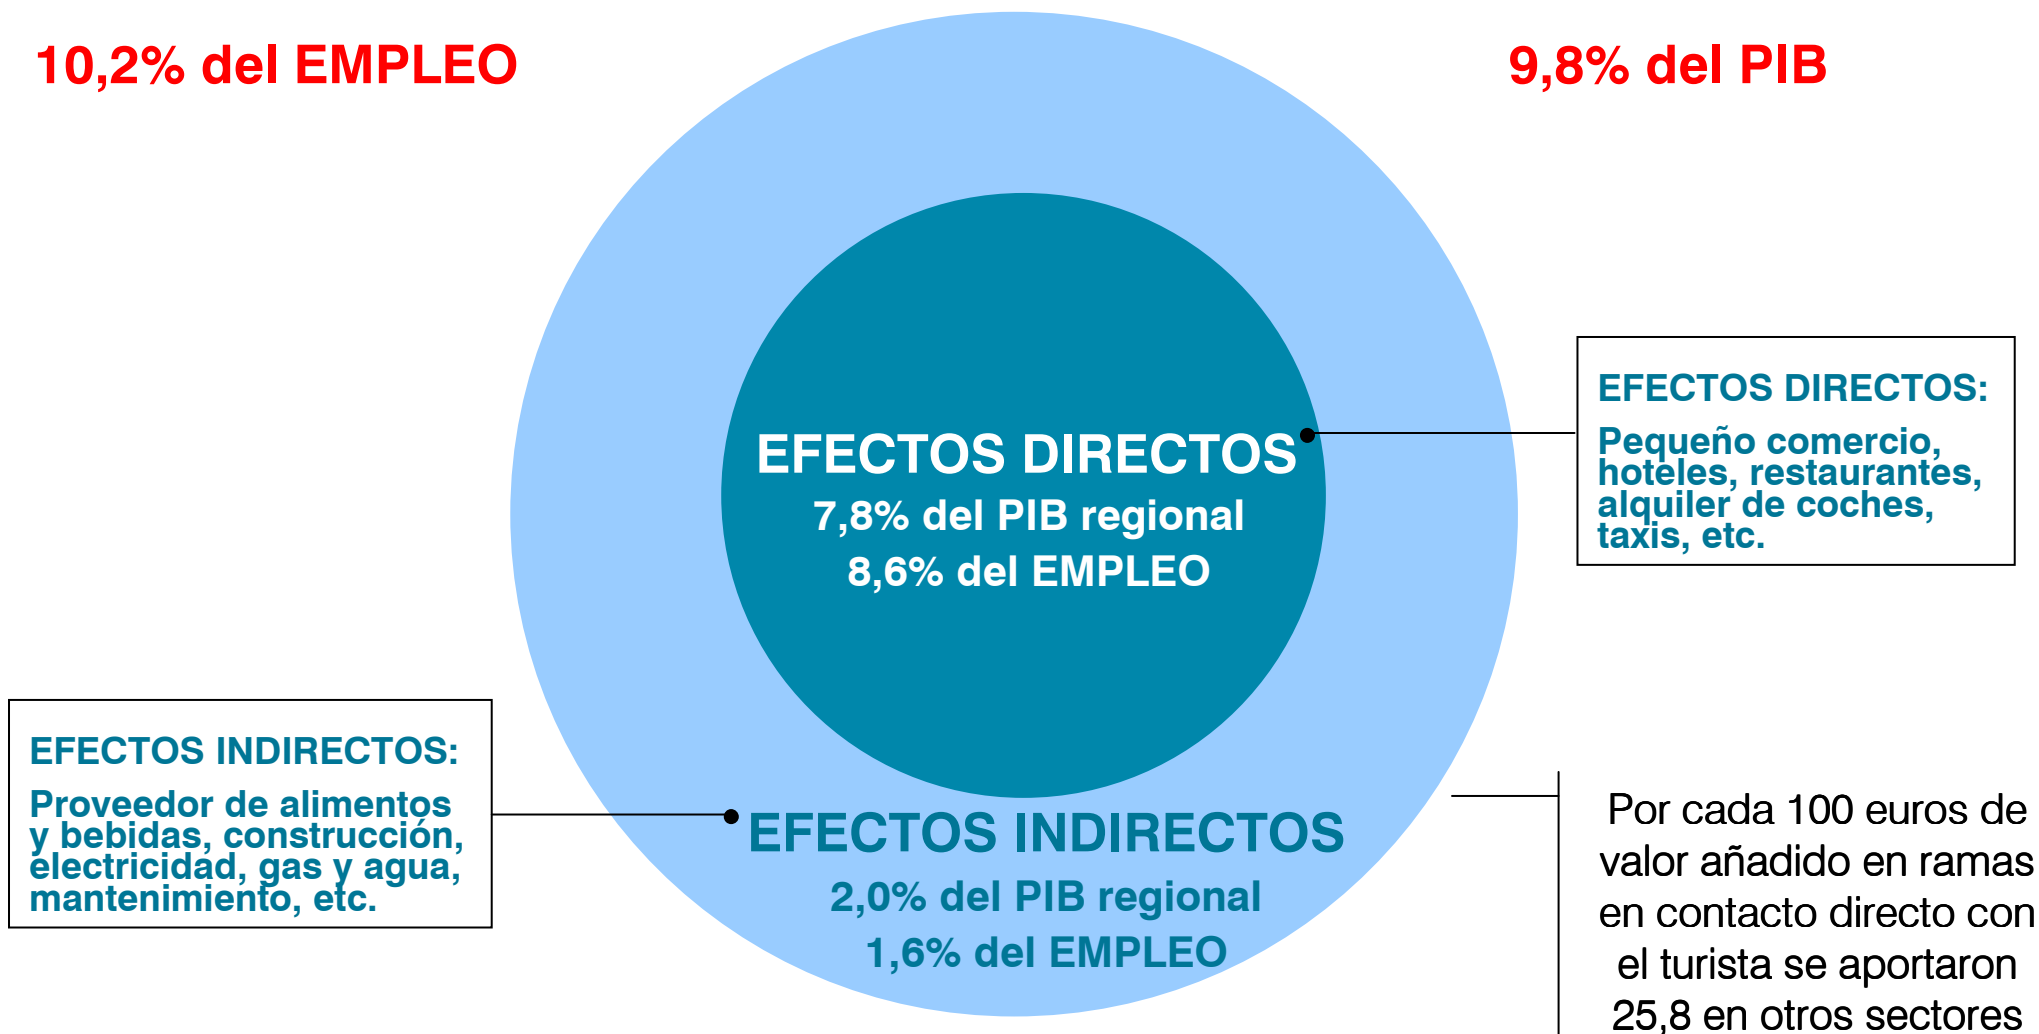 10,2% del EMPLEO
9,8% del PIB
EFECTOS DIRECTOS
7,8% del PIB regional
8,6% del EMPLEO
EFECTOS DIRECTOS:
Pequeño comercio,
hoteles, restaurantes,
alquiler de coches,
taxis, etc.
EFECTOS INDIRECTOS:
Proveedor de alimentos
y bebidas, construcción,
electricidad, gas y agua,
mantenimiento, etc.
EFECTOS INDIRECTOS
2,0% del PIB regional
1,6% del EMPLEO
Por cada 100 euros de
valor añadido en ramas
en contacto directo con
el turista se aportaron
25,8 en otros sectores